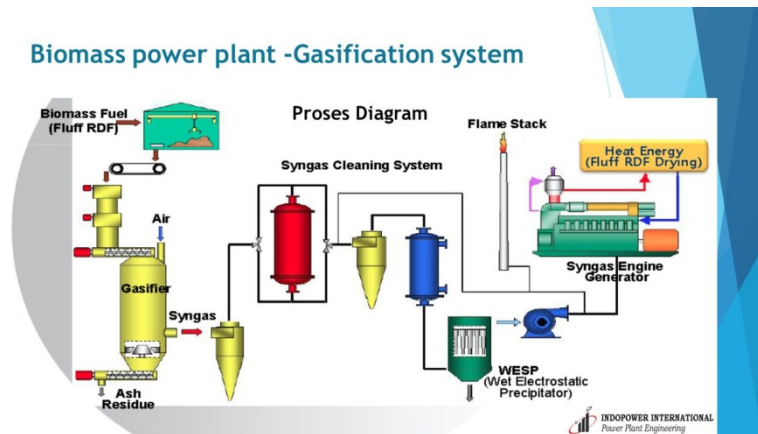 Biomass power plant -Gasification system
Proses Diagram
Biomass Fuel
(Fluff RDF)
Flame Stack
Heat Energy
(Fluff RDF Drying)
Syngas Cleaning System
Air
Gasifier
Syngas
Syngas Engine
Generator
WESP
(Wet Electrostatic
Precipitator)
Ash
Residue
INDOPOWER INTERNATIONAL
Power Plant Engineering